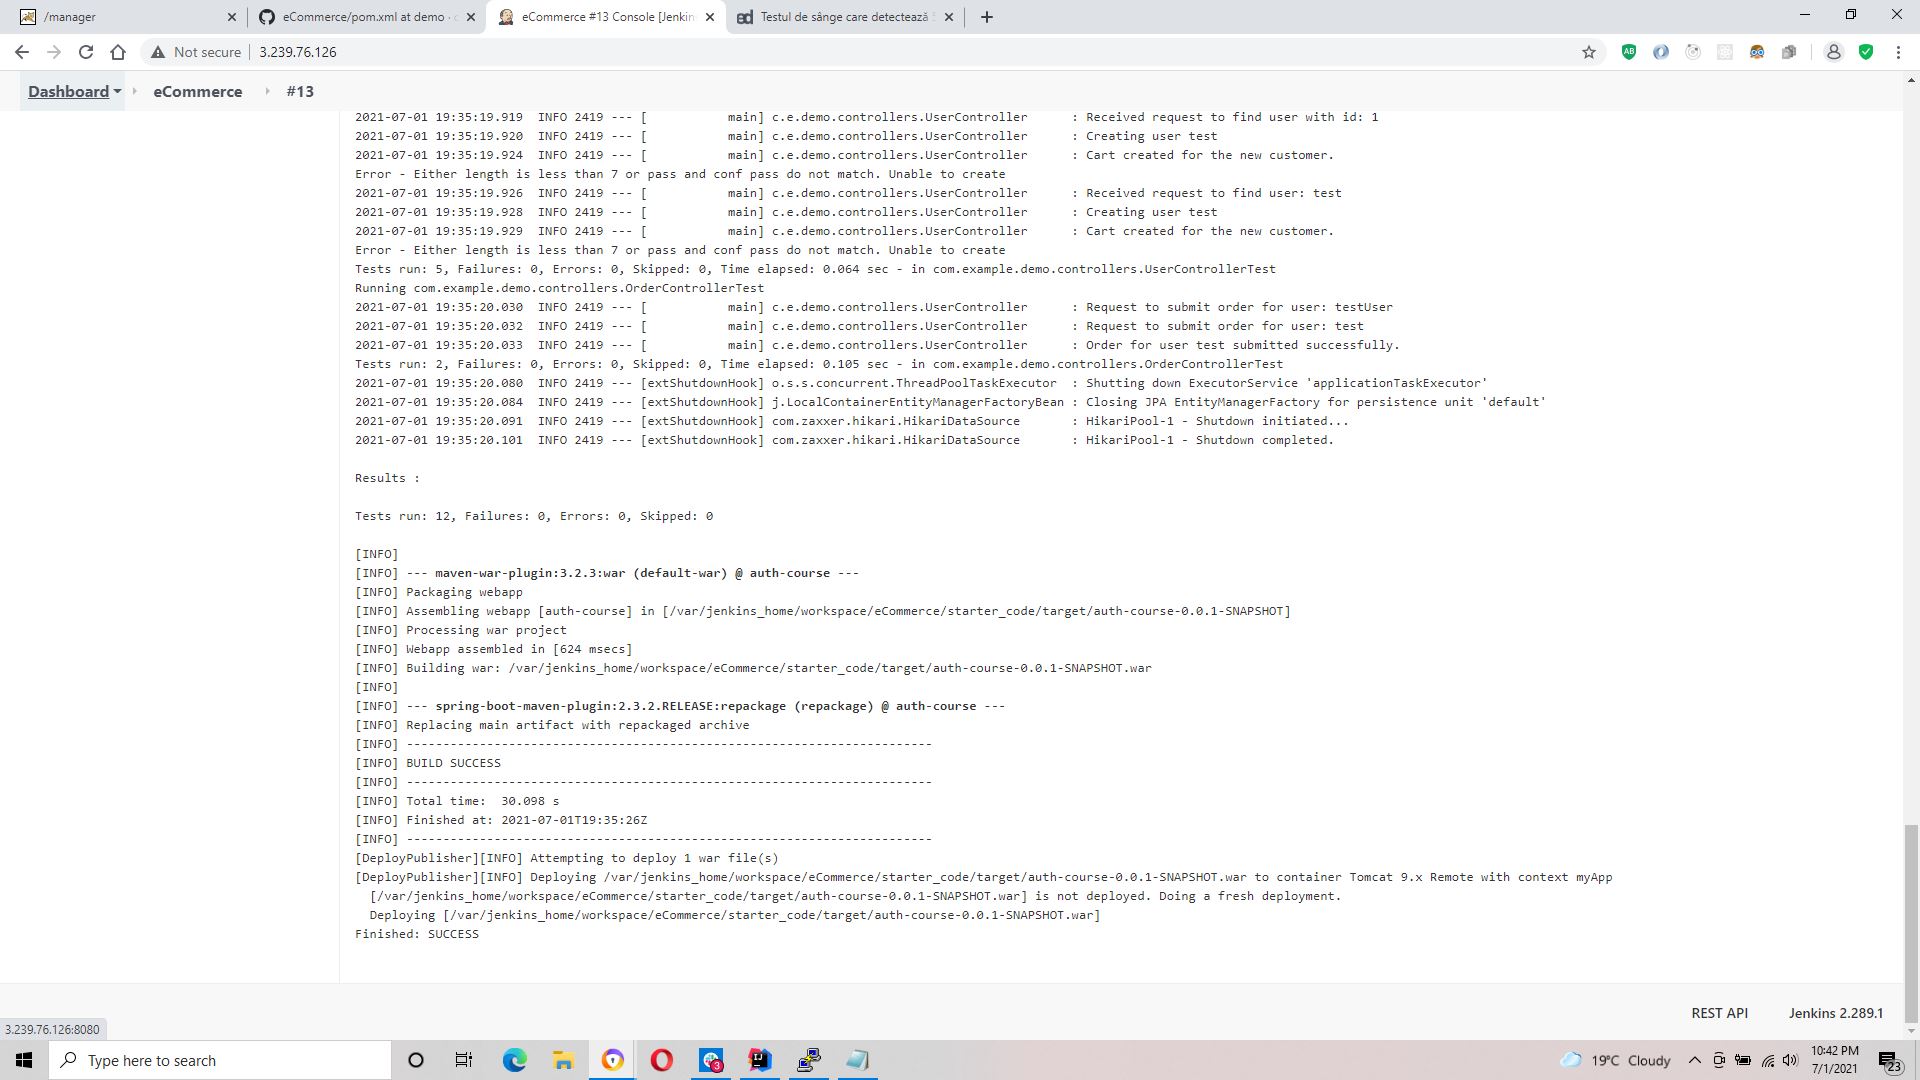 /manager
eCommerce/pom.xml at demo ·
eCommerce #13 Console [Jenkin
Testul de sânge care detectează
Not secure
3.239.76.126
Dashboard
eCommerce
#13
2021-07-01 19:35:19.919  INFO 2419 --- [           main] c.e.demo.controllers.UserController      : Received request to find user with id: 1
2021-07-01 19:35:19.920  INFO 2419 --- [           main] c.e.demo.controllers.UserController      : Creating user test
2021-07-01 19:35:19.924  INFO 2419 --- [           main] c.e.demo.controllers.UserController      : Cart created for the new customer.
Error - Either length is less than 7 or pass and conf pass do not match. Unable to create
2021-07-01 19:35:19.926  INFO 2419 --- [           main] c.e.demo.controllers.UserController      : Received request to find user: test
2021-07-01 19:35:19.928  INFO 2419 --- [           main] c.e.demo.controllers.UserController      : Creating user test
2021-07-01 19:35:19.929  INFO 2419 --- [           main] c.e.demo.controllers.UserController      : Cart created for the new customer.
Error - Either length is less than 7 or pass and conf pass do not match. Unable to create
Tests run: 5, Failures: 0, Errors: 0, Skipped: 0, Time elapsed: 0.064 sec - in com.example.demo.controllers.UserControllerTest
Running com.example.demo.controllers.OrderControllerTest
2021-07-01 19:35:20.030  INFO 2419 --- [           main] c.e.demo.controllers.UserController      : Request to submit order for user: testUser
2021-07-01 19:35:20.032  INFO 2419 --- [           main] c.e.demo.controllers.UserController      : Request to submit order for user: test
2021-07-01 19:35:20.033  INFO 2419 --- [           main] c.e.demo.controllers.UserController      : Order for user test submitted successfully.
Tests run: 2, Failures: 0, Errors: 0, Skipped: 0, Time elapsed: 0.105 sec - in com.example.demo.controllers.OrderControllerTest
2021-07-01 19:35:20.080  INFO 2419 --- [extShutdownHook] o.s.s.concurrent.ThreadPoolTaskExecutor  : Shutting down ExecutorService 'applicationTaskExecutor'
2021-07-01 19:35:20.084  INFO 2419 --- [extShutdownHook] j.LocalContainerEntityManagerFactoryBean : Closing JPA EntityManagerFactory for persistence unit 'default'
2021-07-01 19:35:20.091  INFO 2419 --- [extShutdownHook] com.zaxxer.hikari.HikariDataSource       : HikariPool-1 - Shutdown initiated...
2021-07-01 19:35:20.101  INFO 2419 --- [extShutdownHook] com.zaxxer.hikari.HikariDataSource       : HikariPool-1 - Shutdown completed.
Results :
Tests run: 12, Failures: 0, Errors: 0, Skipped: 0
[INFO]
[INFO] --- maven-war-plugin:3.2.3:war (default-war) @ auth-course ---
[INFO] Packaging webapp
[INFO] Assembling webapp [auth-course] in [/var/jenkins_home/workspace/eCommerce/starter_code/target/auth-course-0.0.1-SNAPSHOT]
[INFO] Processing war project
[INFO] Webapp assembled in [624 msecs]
[INFO] Building war: /var/jenkins_home/workspace/eCommerce/starter_code/target/auth-course-0.0.1-SNAPSHOT.war
[INFO]
[INFO] --- spring-boot-maven-plugin:2.3.2.RELEASE:repackage (repackage) @ auth-course ---
[INFO] Replacing main artifact with repackaged archive
[INFO] ------------------------------------------------------------------------
[INFO] BUILD SUCCESS
[INFO] ------------------------------------------------------------------------
[INFO] Total time:  30.098 s
[INFO] Finished at: 2021-07-01T19:35:26Z
[INFO] ------------------------------------------------------------------------
[DeployPublisher][INFO] Attempting to deploy 1 war file(s)
[DeployPublisher][INFO] Deploying /var/jenkins_home/workspace/eCommerce/starter_code/target/auth-course-0.0.1-SNAPSHOT.war to container Tomcat 9.x Remote with context myApp
[/var/jenkins_home/workspace/eCommerce/starter_code/target/auth-course-0.0.1-SNAPSHOT.war] is not deployed. Doing a fresh deployment.
Deploying [/var/jenkins_home/workspace/eCommerce/starter_code/target/auth-course-0.0.1-SNAPSHOT.war]
Finished: SUCCESS
REST API
Jenkins 2.289.1
3.239.76.126:8080
Type here to search
3
19°C Cloudy
10:42 PM
7/1/2021
23